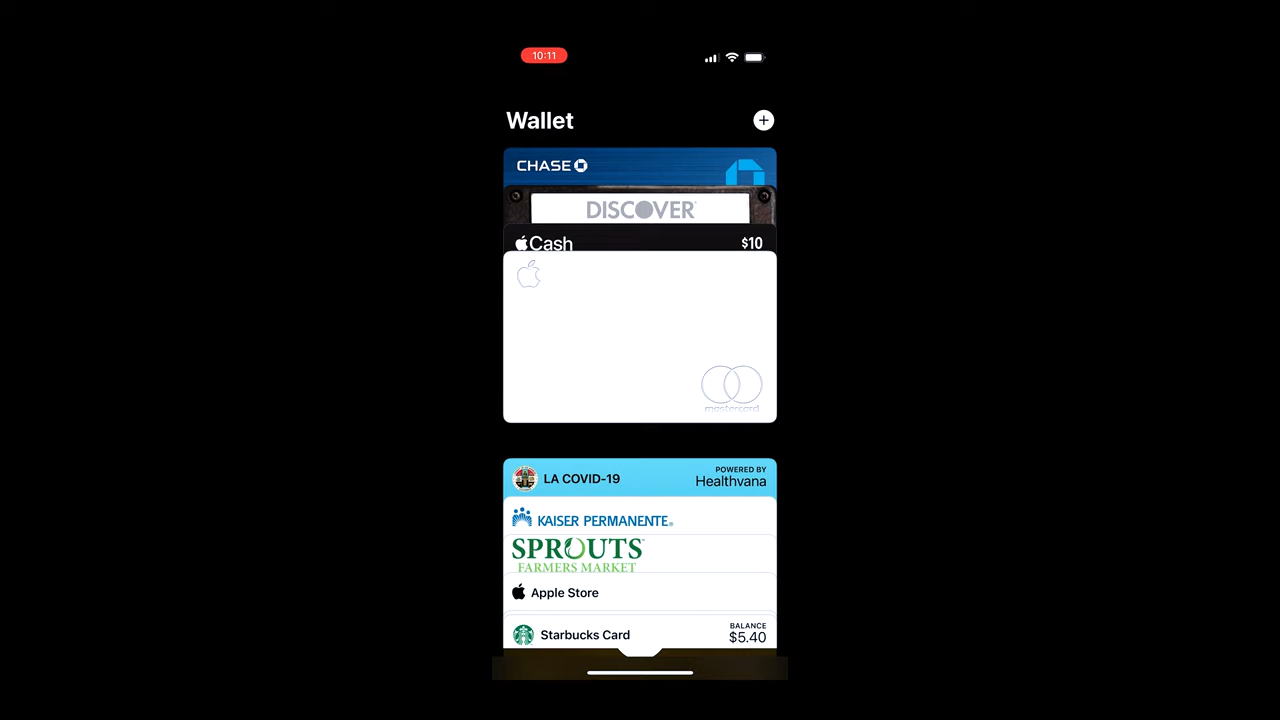 10:11
Wallet
CHASE
DISCOVER
Cash $10
mastercard
LA COVID-19
POWERED BY
Healthvana
KAISER PERMANENTE®
SPROUTS
FARMERS MARKET
Apple Store
Starbucks Card
BALANCE
$5.40